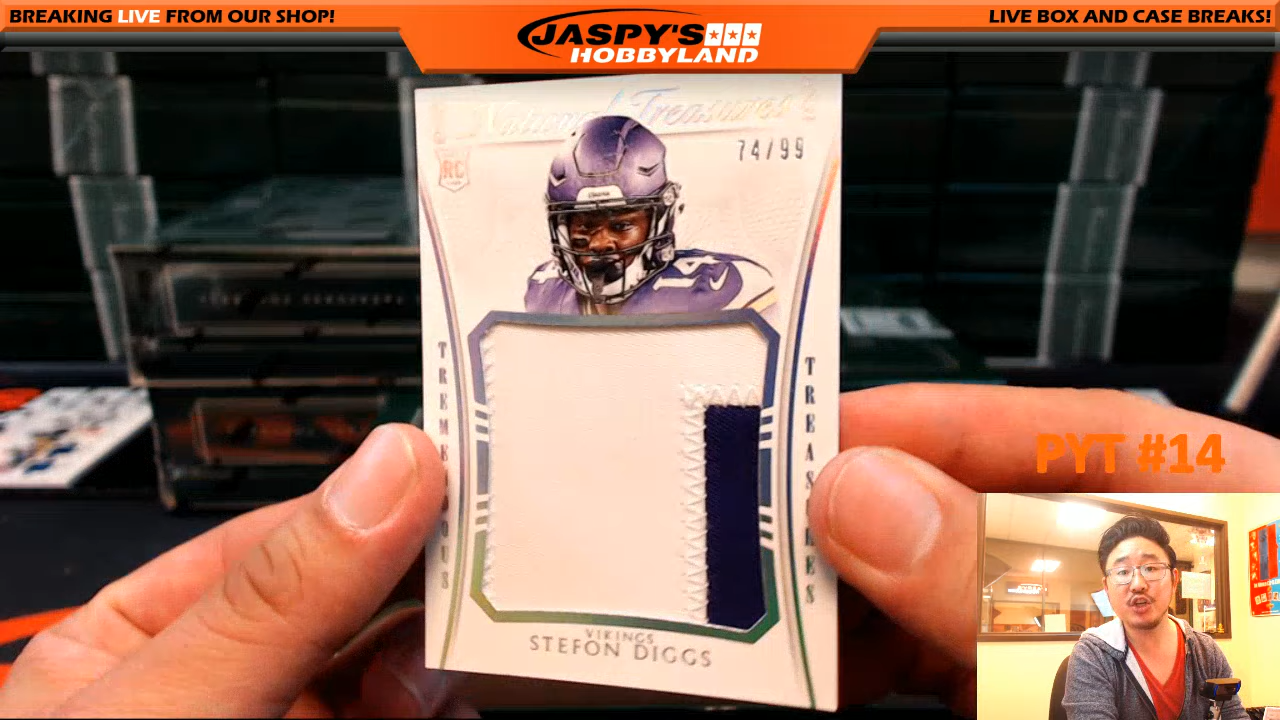 BREAKING LIVE FROM OUR SHOP!
JASPY'S
HOBBYLAND
LIVE BOX AND CASE BREAKS!
National Treasures
74/99
RC
14
TREMENDOUS
TREASURES
VIKINGS
STEFON DIGGS
PYT #14